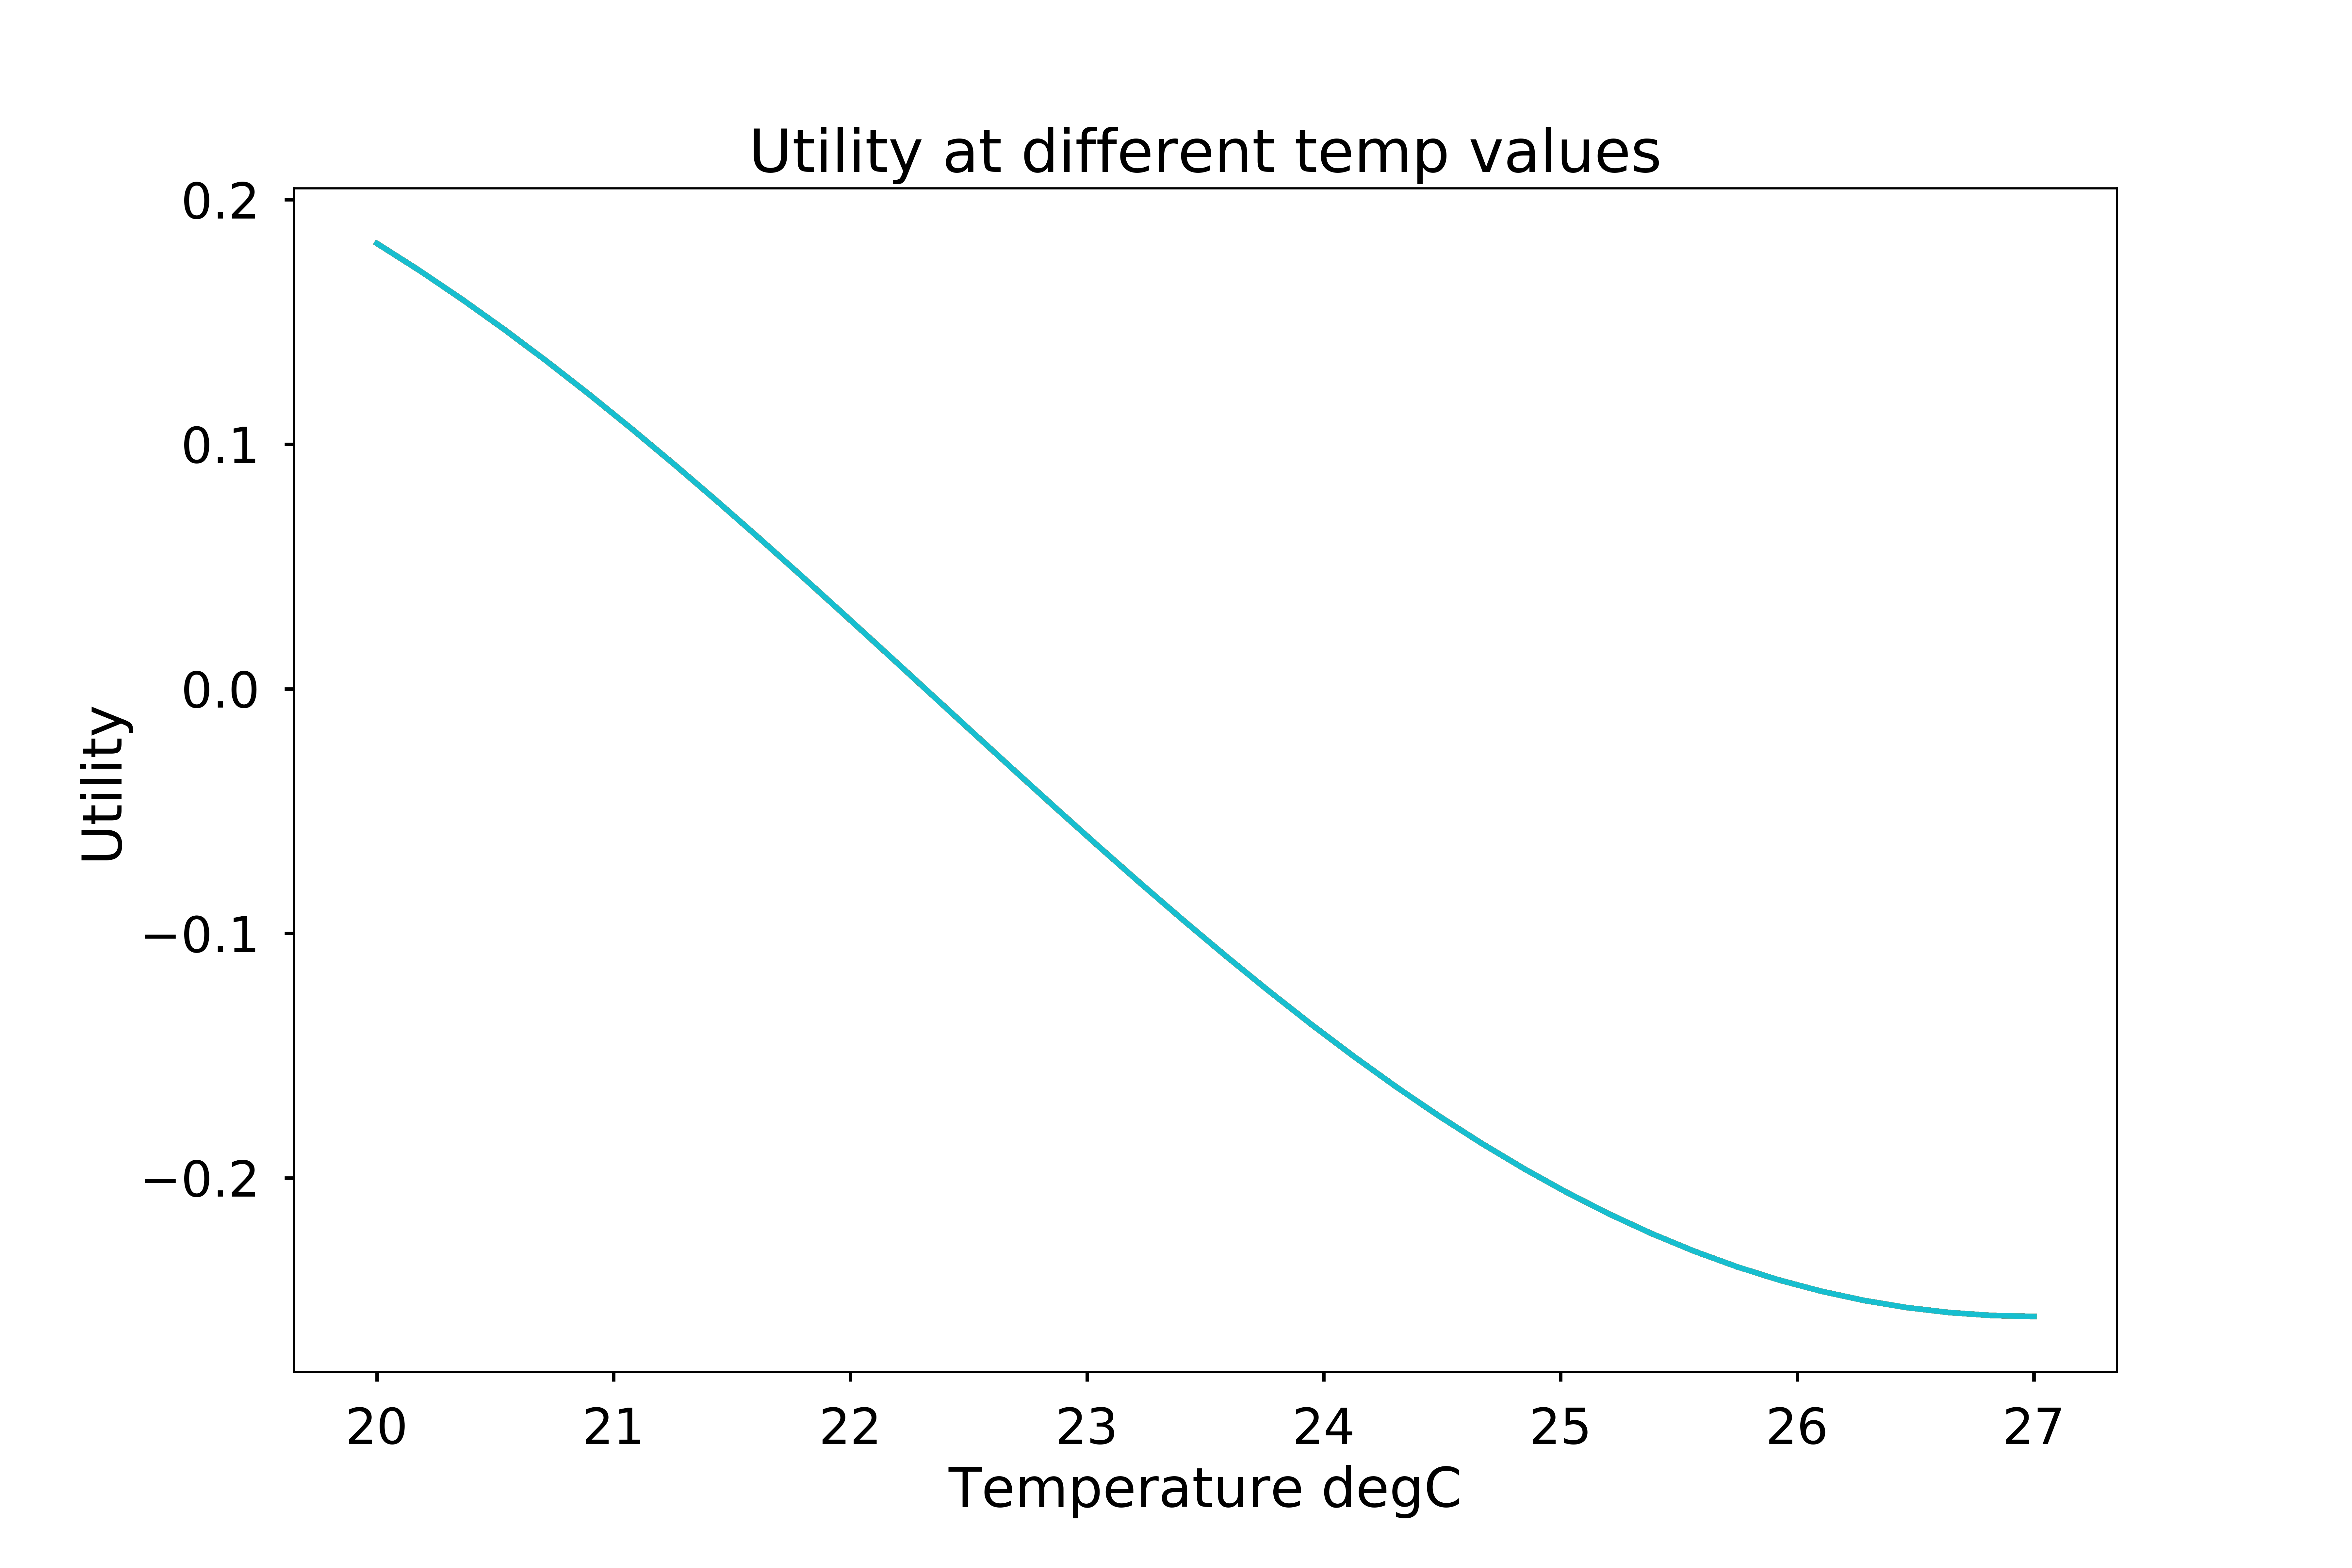 Utility at different temp values
0.2
0.1
0.0
−0.1
−0.2
Utility
20 21 22 23 24 25 26 27
Temperature degC